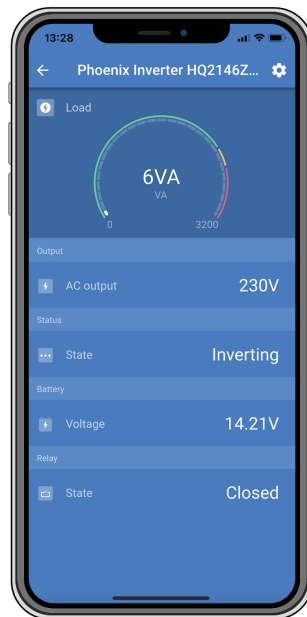 13:28
Phoenix Inverter HQ2146Z...
Load
6VA
VA
0 3200
Output
AC output 230V
Status
State Inverting
Battery
Voltage 14.21V
Relay
State Closed